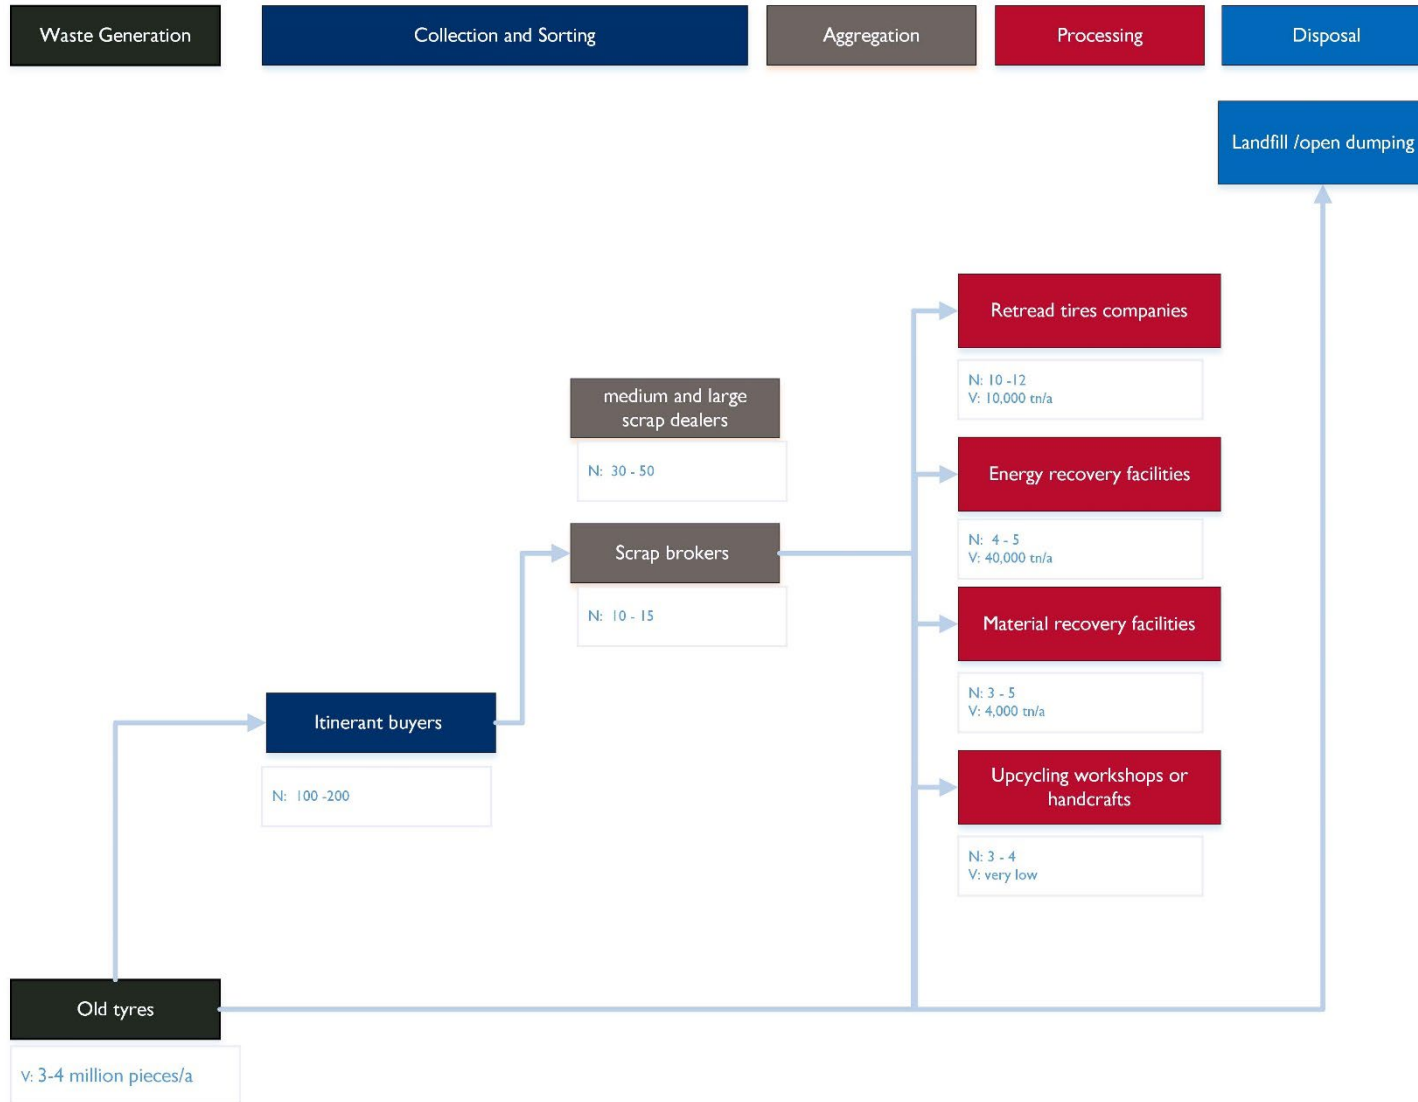 Waste Generation
Collection and Sorting
Aggregation
Processing
Disposal
Landfill /open dumping
Retread tires companies
N: 10 -12
V: 10,000 tn/a
medium and large
scrap dealers
N: 30 - 50
Energy recovery facilities
N: 4 - 5
V: 40,000 tn/a
Scrap brokers
N: 10 - 15
Material recovery facilities
N: 3 - 5
V: 4,000 tn/a
Itinerant buyers
N: 100 -200
Upcycling workshops or
handcrafts
N: 3 - 4
V: very low
Old tyres
V: 3-4 million pieces/a